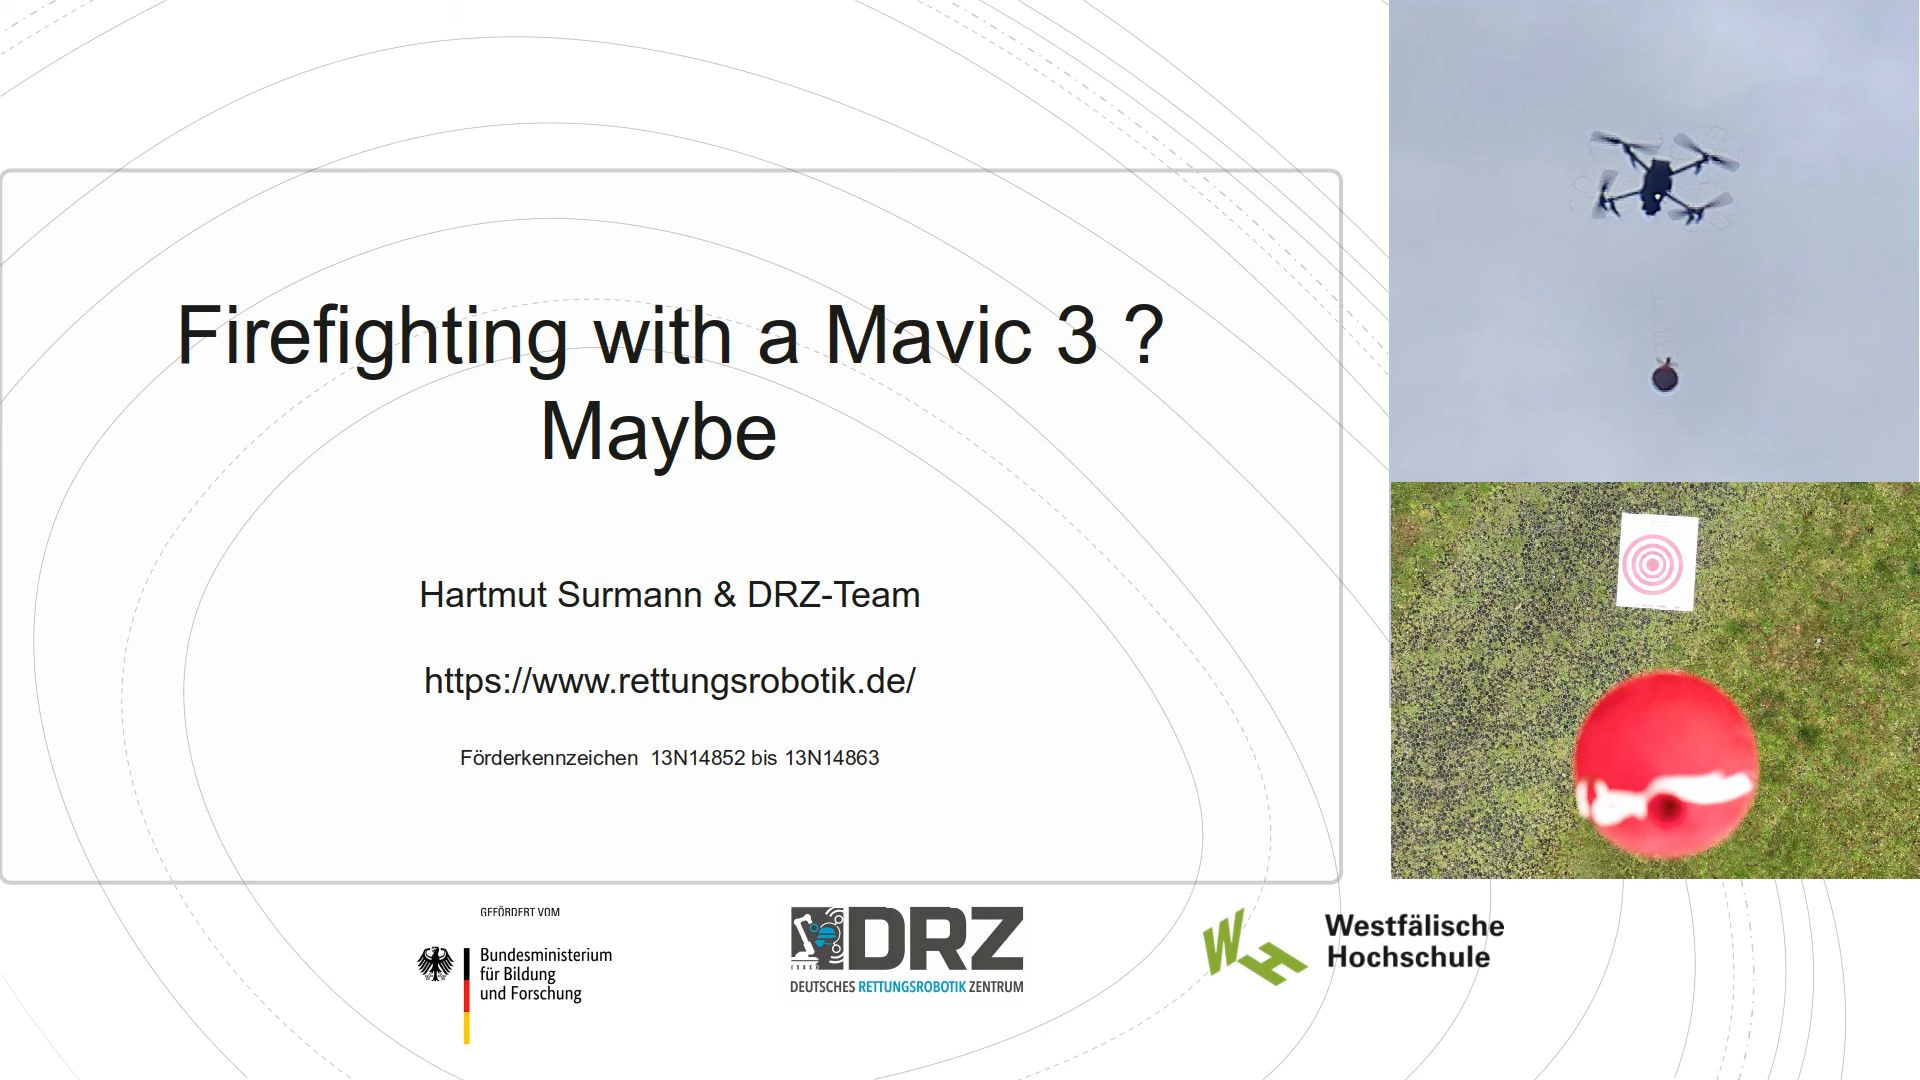 Firefighting with a Mavic 3 ?
Maybe
Hartmut Surmann & DRZ-Team
https://www.rettungsrobotik.de/
Förderkennzeichen 13N14852 bis 13N14863
GEFÖRDERT VOM
Bundesministerium
für Bildung
und Forschung
DRZ
DEUTSCHES RETTUNGSROBOTIK ZENTRUM
WH
Westfälische
Hochschule